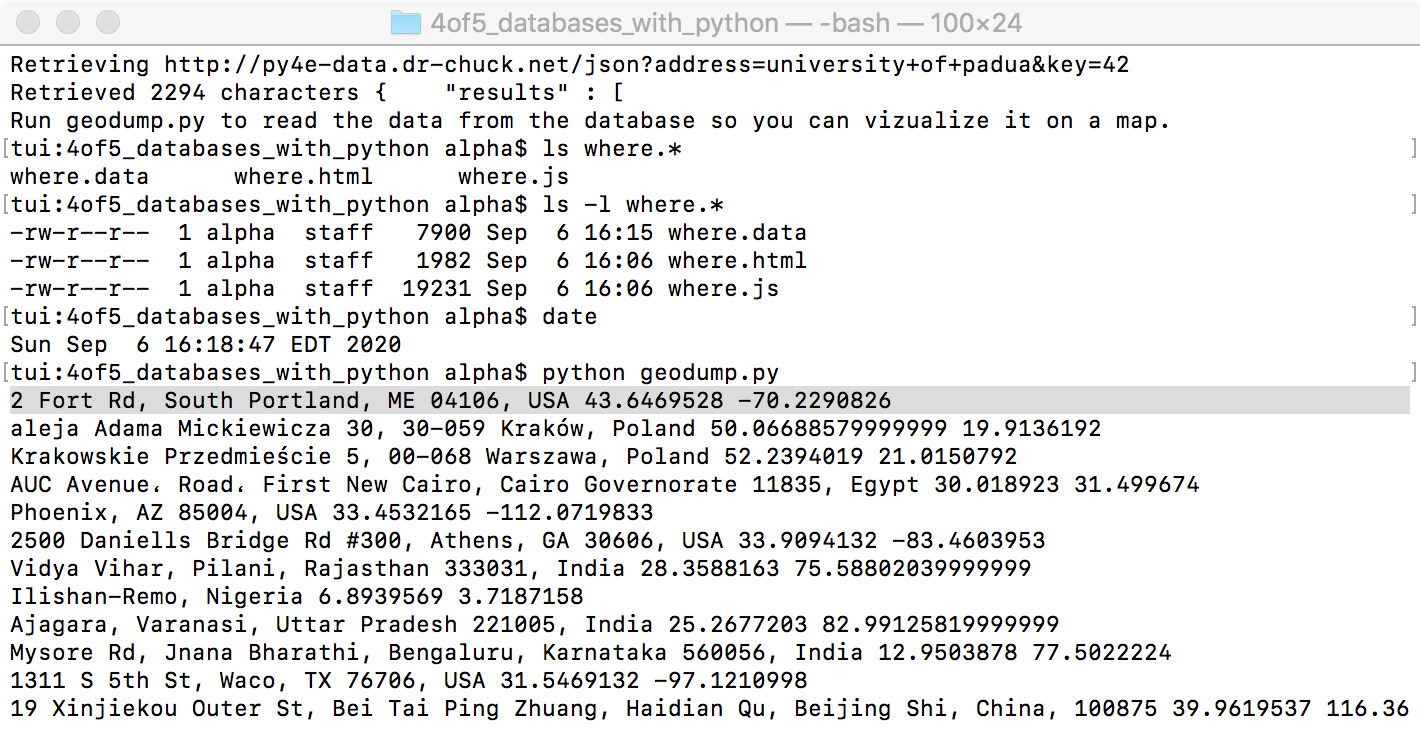 4of5_databases_with_python — -bash — 100×24
Retrieving http://py4e-data.dr-chuck.net/json?address=university+of+padua&key=42
Retrieved 2294 characters {    "results" : [
Run geodump.py to read the data from the database so you can vizualize it on a map.
[tui:4of5_databases_with_python alpha$ ls where.*                                                   ]
where.data      where.html      where.js
[tui:4of5_databases_with_python alpha$ ls -l where.*                                                ]
-rw-r--r--  1 alpha  staff   7900 Sep  6 16:15 where.data
-rw-r--r--  1 alpha  staff   1982 Sep  6 16:06 where.html
-rw-r--r--  1 alpha  staff  19231 Sep  6 16:06 where.js
[tui:4of5_databases_with_python alpha$ date                                                         ]
Sun Sep  6 16:18:47 EDT 2020
[tui:4of5_databases_with_python alpha$ python geodump.py                                            ]
2 Fort Rd, South Portland, ME 04106, USA 43.6469528 -70.2290826
aleja Adama Mickiewicza 30, 30-059 Kraków, Poland 50.06688579999999 19.9136192
Krakowskie Przedmieście 5, 00-068 Warszawa, Poland 52.2394019 21.0150792
AUC Avenue، Road، First New Cairo, Cairo Governorate 11835, Egypt 30.018923 31.499674
Phoenix, AZ 85004, USA 33.4532165 -112.0719833
2500 Daniells Bridge Rd #300, Athens, GA 30606, USA 33.9094132 -83.4603953
Vidya Vihar, Pilani, Rajasthan 333031, India 28.3588163 75.58802039999999
Ilishan-Remo, Nigeria 6.8939569 3.7187158
Ajagara, Varanasi, Uttar Pradesh 221005, India 25.2677203 82.99125819999999
Mysore Rd, Jnana Bharathi, Bengaluru, Karnataka 560056, India 12.9503878 77.5022224
1311 S 5th St, Waco, TX 76706, USA 31.5469132 -97.1210998
19 Xinjiekou Outer St, Bei Tai Ping Zhuang, Haidian Qu, Beijing Shi, China, 100875 39.9619537 116.36